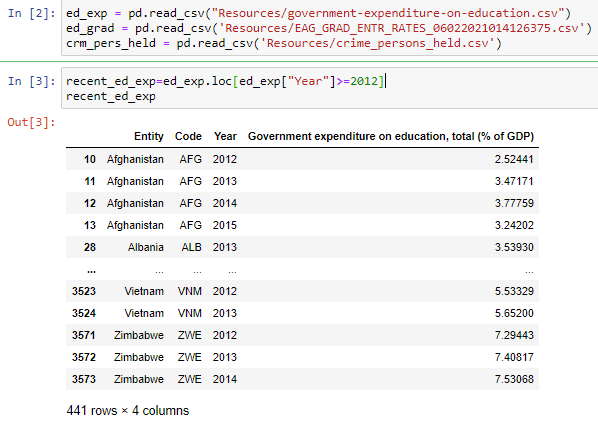 In [2]: ed_exp = pd.read_csv("Resources/government-expenditure-on-education.csv")
ed_grad = pd.read_csv('Resources/EAG_GRAD_ENTR_RATES_06022021014126375.csv')
crm_pers_held = pd.read_csv('Resources/crime_persons_held.csv')
In [3]: recent_ed_exp=ed_exp.loc[ed_exp["Year"]>=2012]
recent_ed_exp
Out[3]:
Entity Code Year Government expenditure on education, total (% of GDP)
10 Afghanistan AFG 2012 2.52441
11 Afghanistan AFG 2013 3.47171
12 Afghanistan AFG 2014 3.77759
13 Afghanistan AFG 2015 3.24202
28 Albania ALB 2013 3.53930
... ... ... ... ...
3523 Vietnam VNM 2012 5.53329
3524 Vietnam VNM 2013 5.65200
3571 Zimbabwe ZWE 2012 7.29443
3572 Zimbabwe ZWE 2013 7.40817
3573 Zimbabwe ZWE 2014 7.53068
441 rows × 4 columns